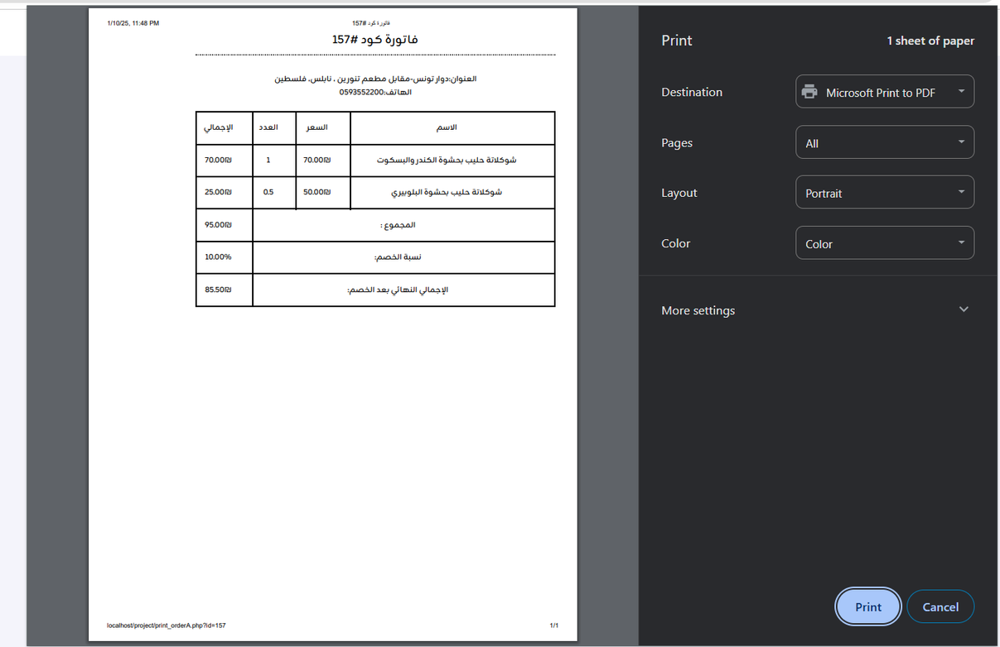 1/10/25, 11:48 PM
فاتورة كود #157
فاتورة كود #157
العنوان:دوار تونس-مقابل مطعم تنورين ، نابلس، فلسطين
الهاتف:0593552200
الاسم السعر العدد الإجمالي
شوكلاتة حليب بحشوة الكندر والبسكوت 70.00₪ 1 70.00₪
شوكلاتة حليب بحشوة البلوبيري 50.00₪ 0.5 25.00₪
المجموع : 95.00₪
نسبة الخصم: 10.00%
الإجمالي النهائي بعد الخصم: 85.50₪
localhost/project/print_orderA.php?id=157 1/1
Print 1 sheet of paper
Destination Microsoft Print to PDF
Pages All
Layout Portrait
Color Color
More settings
Print Cancel